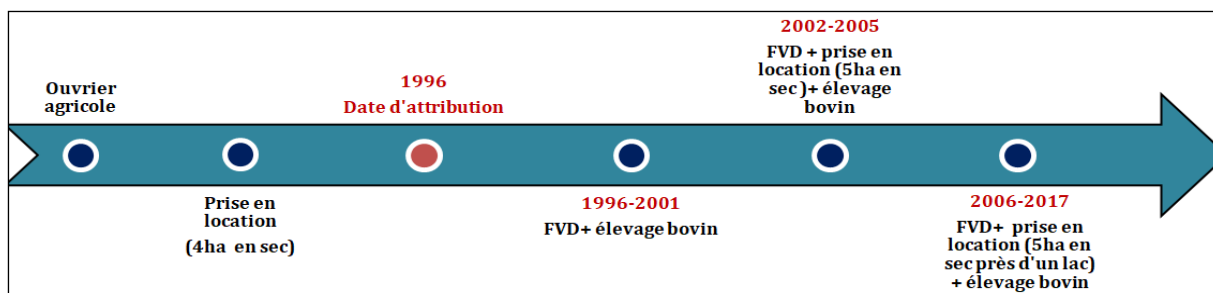 Ouvrier
agricole
Prise en
location
(4ha en sec)
1996
Date d'attribution
1996-2001
FVD+ élevage bovin
2002-2005
FVD + prise en
location (5ha en
sec )+ élevage
bovin
2006-2017
FVD+ prise en
location (5ha en
sec près d'un lac)
+ élevage bovin